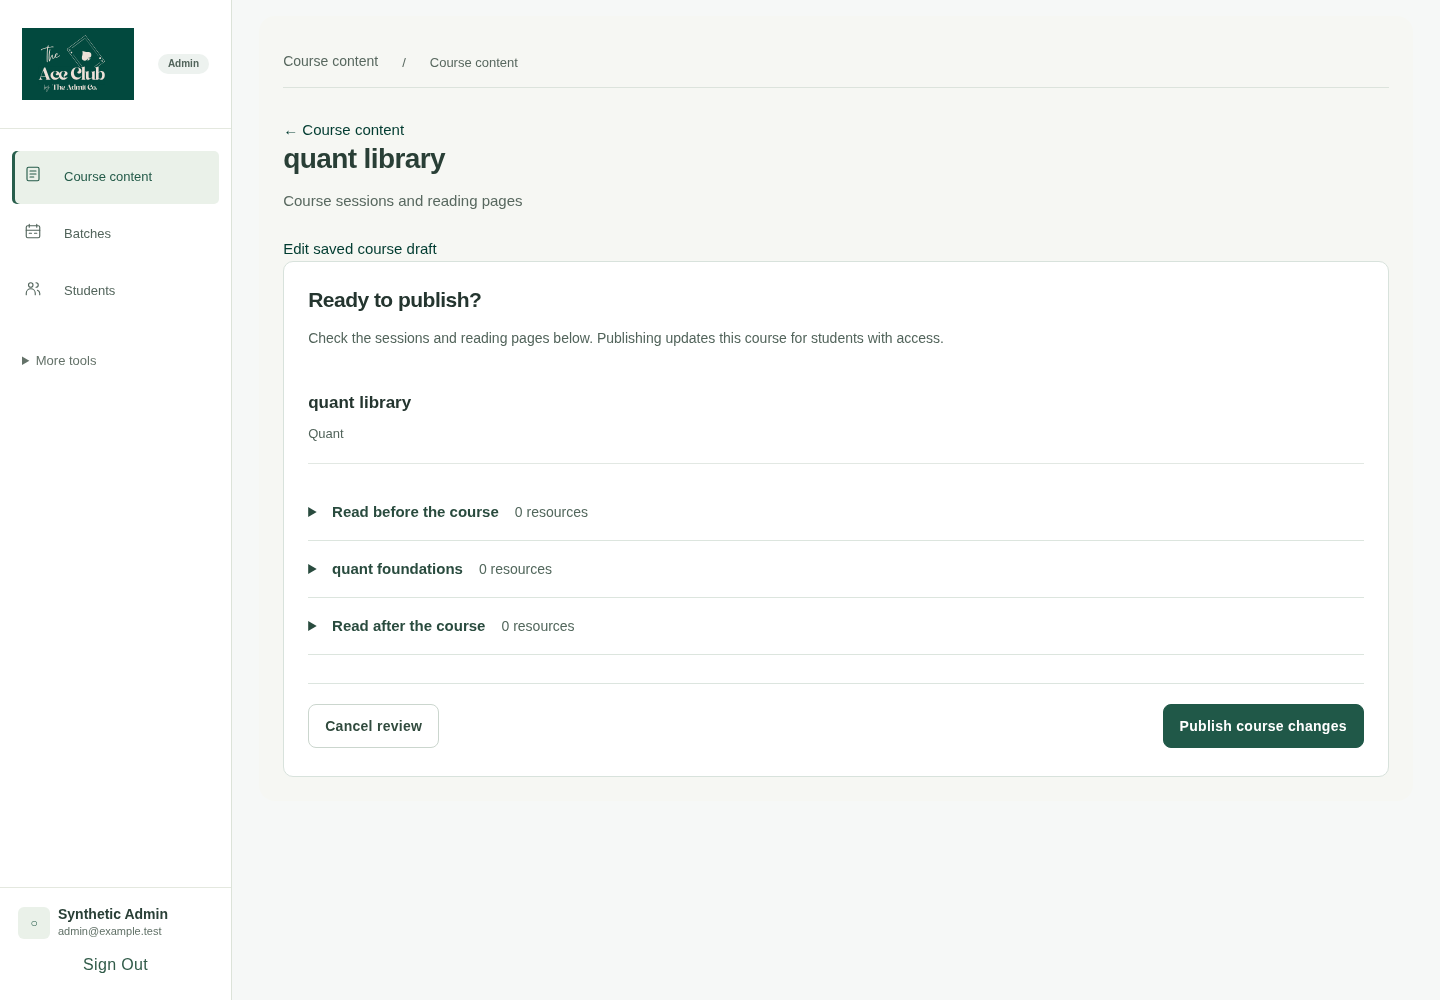 The
Ace Club
by The Admit Co.
Admin
Course content
Batches
Students
▶ More tools
Synthetic Admin
admin@example.test
Sign Out
Course content / Course content
← Course content
quant library
Course sessions and reading pages
Edit saved course draft
Ready to publish?
Check the sessions and reading pages below. Publishing updates this course for students with access.
quant library
Quant
▶ Read before the course 0 resources
▶ quant foundations 0 resources
▶ Read after the course 0 resources
Cancel review
Publish course changes